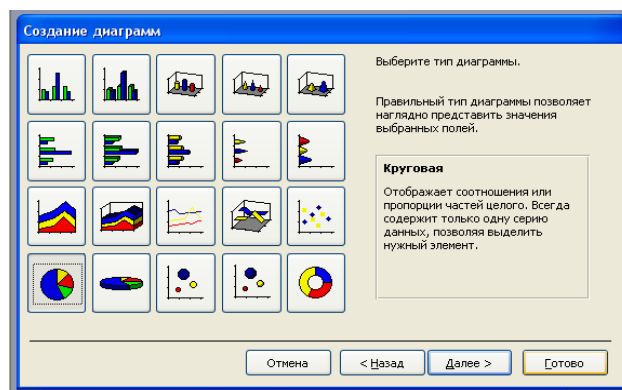 Создание диаграмм
Выберите тип диаграммы.
Правильный тип диаграммы позволяет
наглядно представить значения
выбранных полей.
Круговая
Отображает соотношения или
пропорции частей целого. Всегда
содержит только одну серию
данных, позволяя выделить
нужный элемент.
Отмена
< Назад
Далее >
Готово